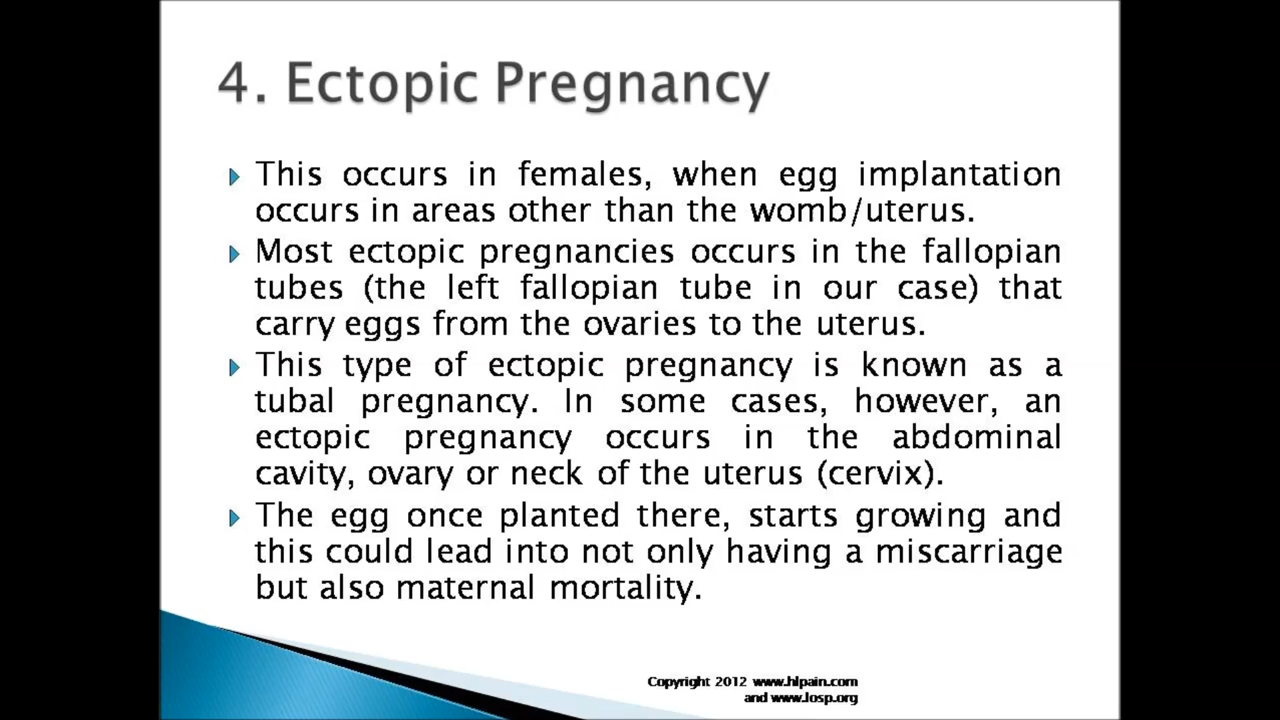 4. Ectopic Pregnancy
This occurs in females, when egg implantation
occurs in areas other than the womb/uterus.
Most ectopic pregnancies occurs in the fallopian
tubes (the left fallopian tube in our case) that
carry eggs from the ovaries to the uterus.
This type of ectopic pregnancy is known as a
tubal pregnancy. In some cases, however, an
ectopic pregnancy occurs in the abdominal
cavity, ovary or neck of the uterus (cervix).
The egg once planted there, starts growing and
this could lead into not only having a miscarriage
but also maternal mortality.
Copyright 2012 www.hlpain.com
and www.losp.org